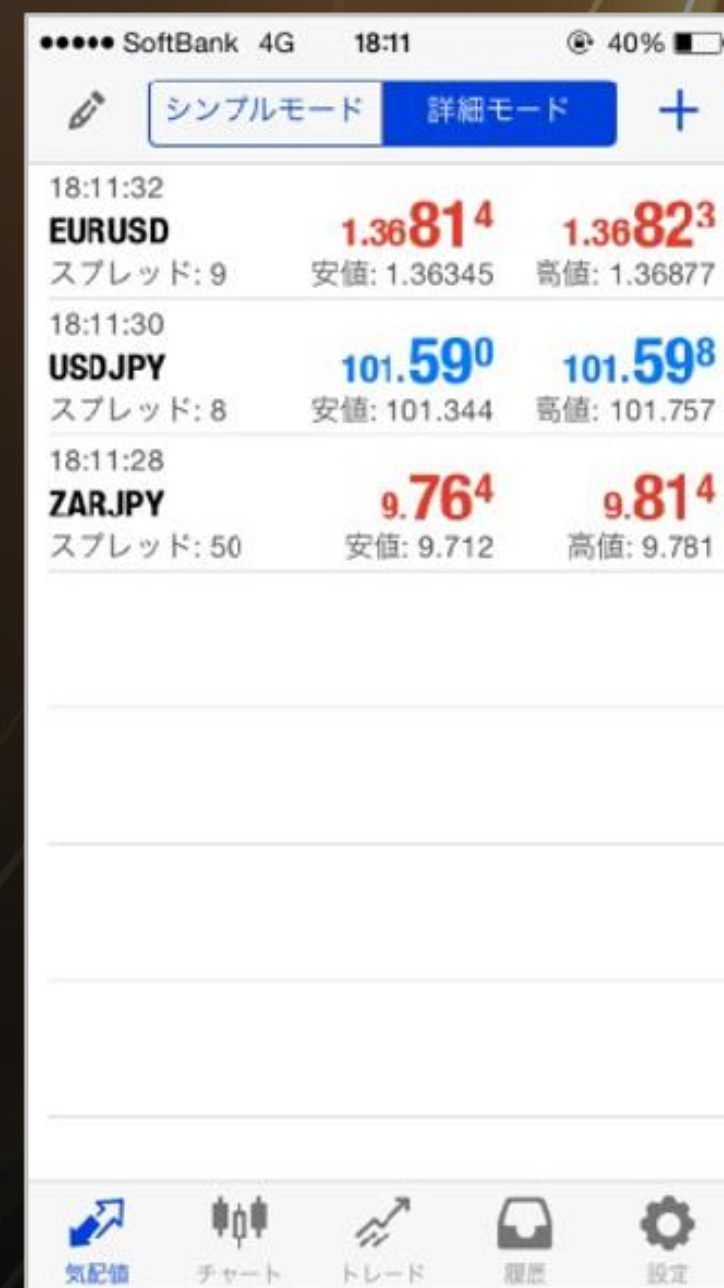 SoftBank 4G 18:11 40%
シンプルモード 詳細モード
18:11:32
EURUSD 1.36814 1.36823
スプレッド: 9 安値: 1.36345 高値: 1.36877
18:11:30
USDJPY 101.590 101.598
スプレッド: 8 安値: 101.344 高値: 101.757
18:11:28
ZARJPY 9.764 9.814
スプレッド: 50 安値: 9.712 高値: 9.781
気配値 チャート トレード 履歴 設定